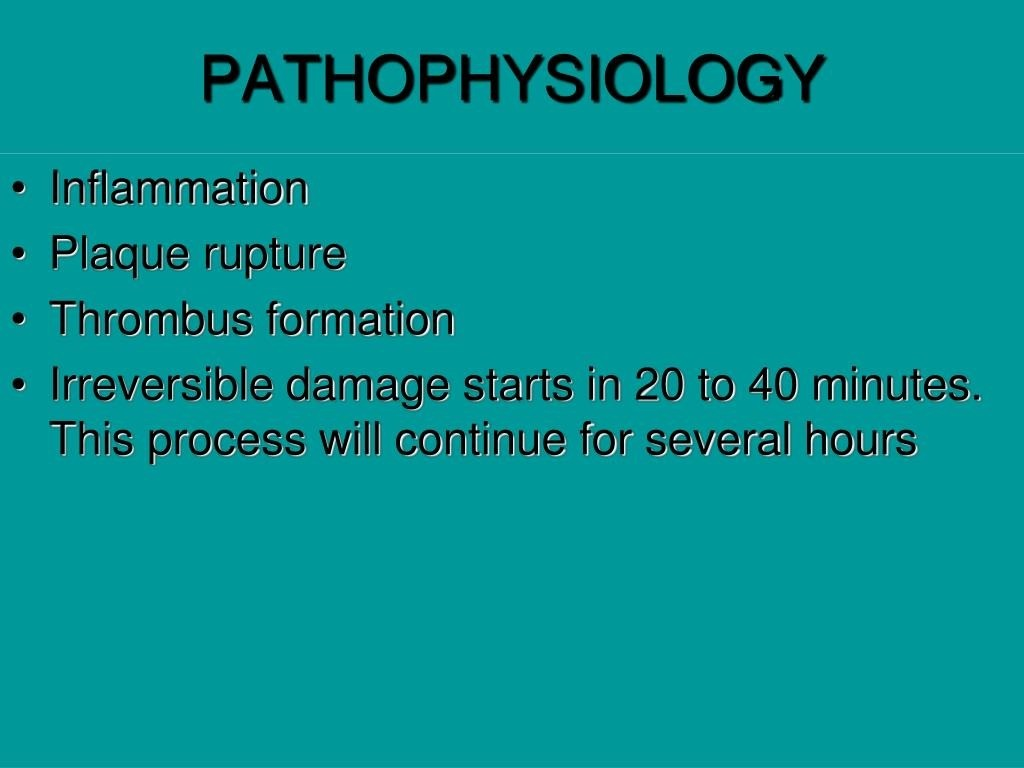 PATHOPHYSIOLOGY
• Inflammation
• Plaque rupture
• Thrombus formation
• Irreversible damage starts in 20 to 40 minutes.
This process will continue for several hours